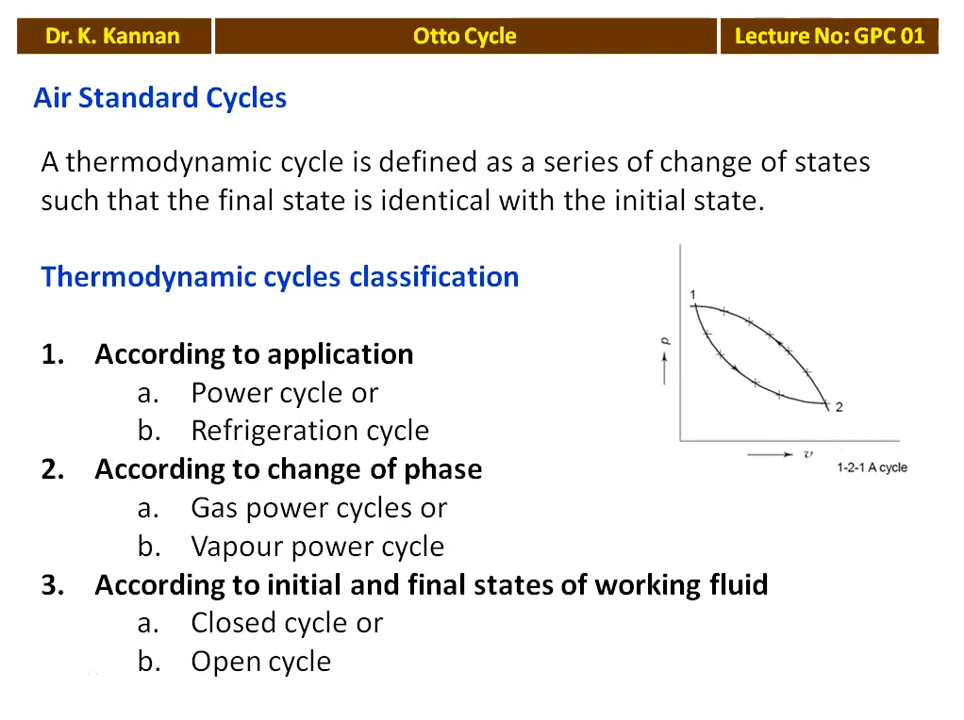 Dr. K. Kannan
Otto Cycle
Lecture No: GPC 01
Air Standard Cycles
A thermodynamic cycle is defined as a series of change of states
such that the final state is identical with the initial state.
Thermodynamic cycles classification
1. According to application
a. Power cycle or
b. Refrigeration cycle
2. According to change of phase
a. Gas power cycles or
b. Vapour power cycle
3. According to initial and final states of working fluid
a. Closed cycle or
b. Open cycle
1
p
2
v
1-2-1 A cycle